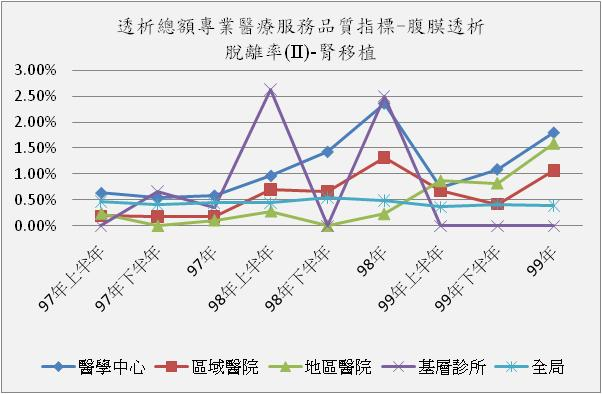 透析總額專業醫療服務品質指標-腹膜透析
脫離率(II)-腎移植
3.00%
2.50%
2.00%
1.50%
1.00%
0.50%
0.00%
97年上半年
97年下半年
97年
98年上半年
98年下半年
98年
99年上半年
99年下半年
99年
醫學中心 區域醫院 地區醫院 基層診所 全局